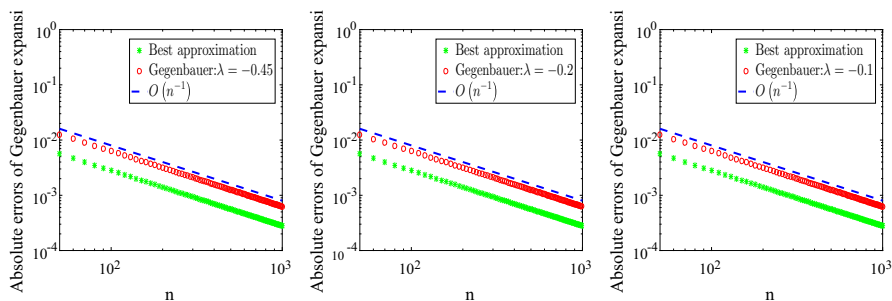 Absolute errors of Gegenbauer expansi
10^0
10^-1
10^-2
10^-3
10^-4
Best approximation
Gegenbauer:λ = −0.45
O (n^-1)
10^2
10^3
n
Absolute errors of Gegenbauer expansi
10^0
10^-1
10^-2
10^-3
10^-4
Best approximation
Gegenbauer:λ = −0.2
O (n^-1)
10^2
10^3
n
Absolute errors of Gegenbauer expansi
10^0
10^-1
10^-2
10^-3
10^-4
Best approximation
Gegenbauer:λ = −0.1
O (n^-1)
10^2
10^3
n